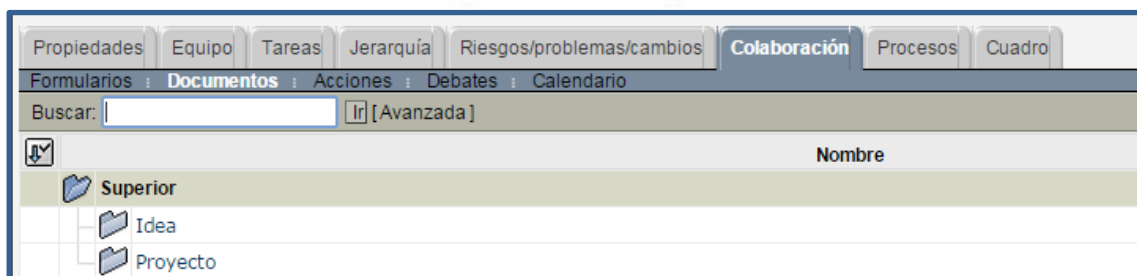 Propiedades Equipo Tareas Jerarquía Riesgos/problemas/cambios Colaboración Procesos Cuadro
Formularios Documentos Acciones Debates Calendario
Buscar: Ir [Avanzada]
Nombre
Superior
Idea
Proyecto